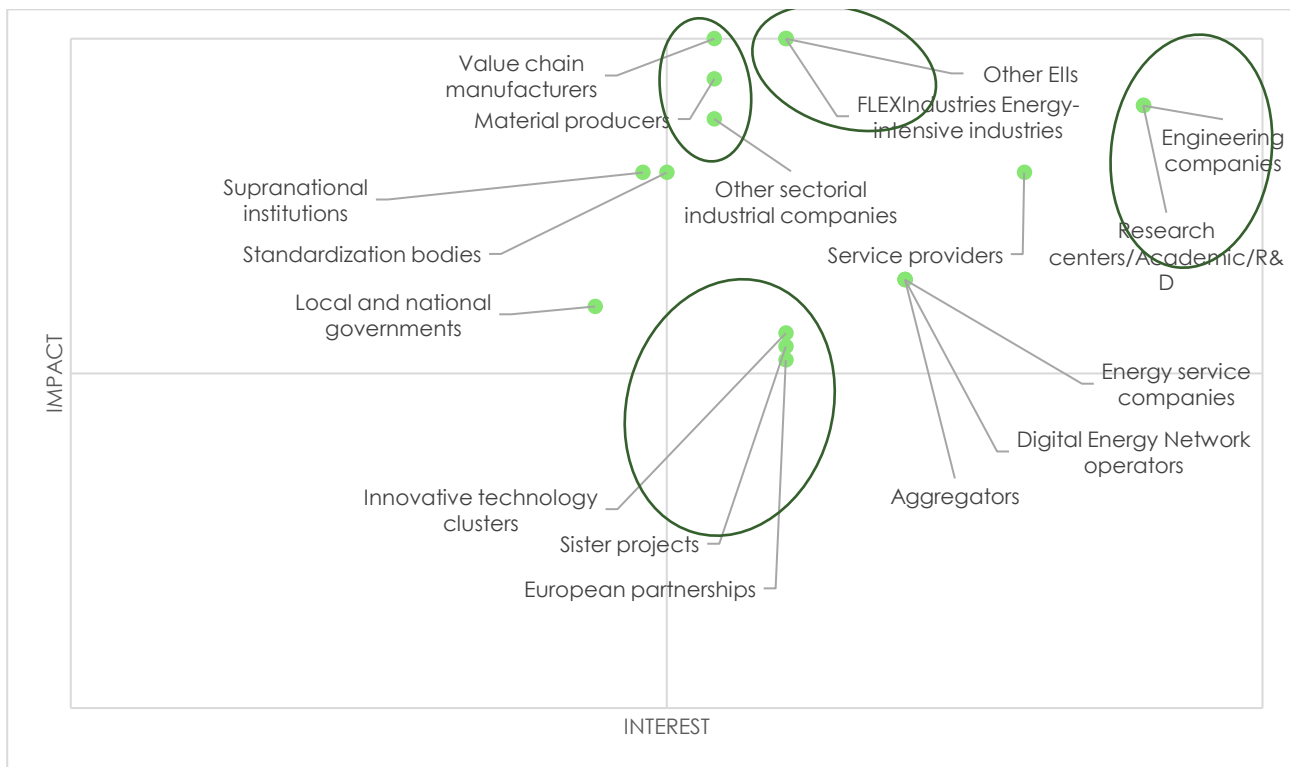 Value chain
manufacturers
Other EIIs
Material producers
FLEXIndustries Energy-
intensive industries
Engineering
companies
Supranational
institutions
Other sectorial
industrial companies
Standardization bodies
Service providers
Research
centers/Academic/R&
D
Local and national
governments
IMPACT
Energy service
companies
Digital Energy Network
operators
Innovative technology
clusters
Aggregators
Sister projects
European partnerships
INTEREST